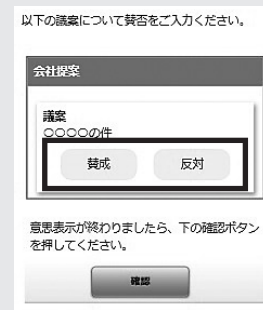 以下の議案について賛否をご入力ください。
会社提案
議案
○○○○の件
賛成 反対
意思表示が終わりましたら、下の確認ボタン
を押してください。
確認